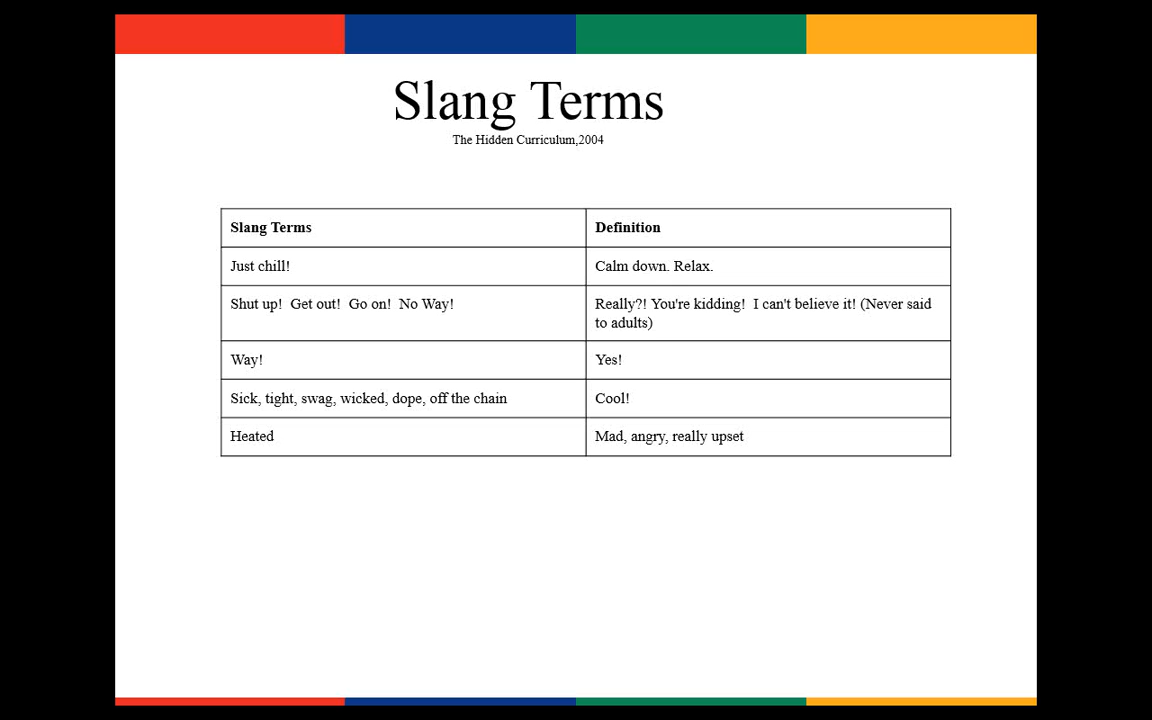 Slang Terms
The Hidden Curriculum,2004
Slang Terms
Definition
Just chill!
Calm down. Relax.
Shut up!  Get out!  Go on!  No Way!
Really?! You're kidding!  I can't believe it! (Never said
to adults)
Way!
Yes!
Sick, tight, swag, wicked, dope, off the chain
Cool!
Heated
Mad, angry, really upset